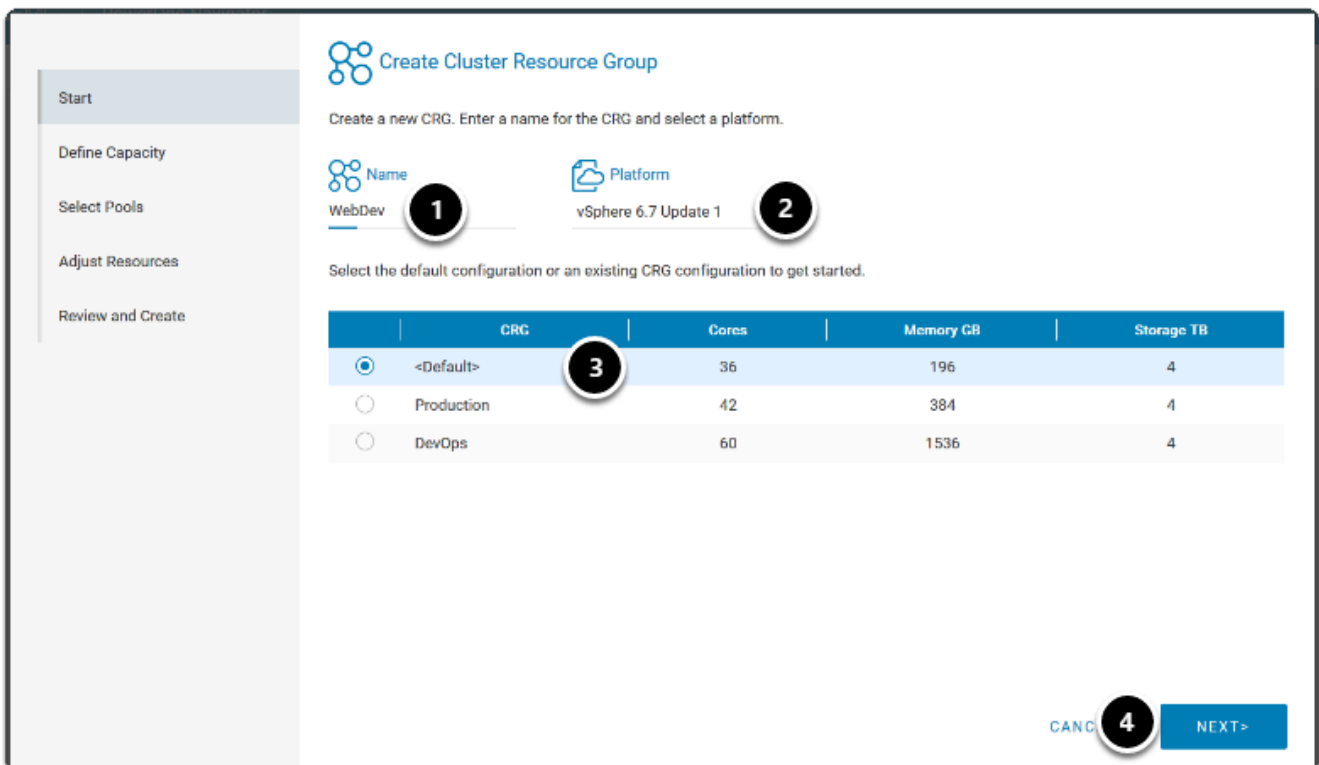 Create Cluster Resource Group
Start
Create a new CRG. Enter a name for the CRG and select a platform.
Define Capacity
Name Platform
Select Pools
WebDev 1 vSphere 6.7 Update 1 2
Adjust Resources
Select the default configuration or an existing CRG configuration to get started.
Review and Create
CRG Cores Memory GB Storage TB
<Default> 3 36 196 4
Production 42 384 4
DevOps 60 1536 4
CANC 4 NEXT>